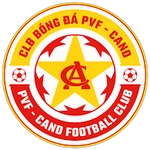 CLB BÓNG ĐÁ PVF - CAND
CA
PVF - CAND FOOTBALL CLUB